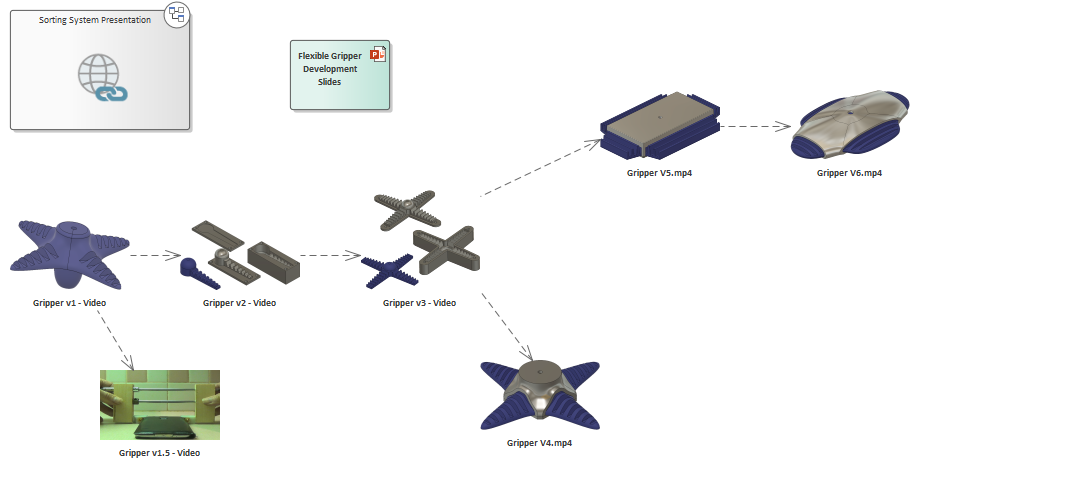 Sorting System Presentation
Flexible Gripper
Development
Slides
P
Gripper V5.mp4
Gripper V6.mp4
Gripper v1 - Video
Gripper v2 - Video
Gripper v3 - Video
Gripper V4.mp4
Gripper v1.5 - Video